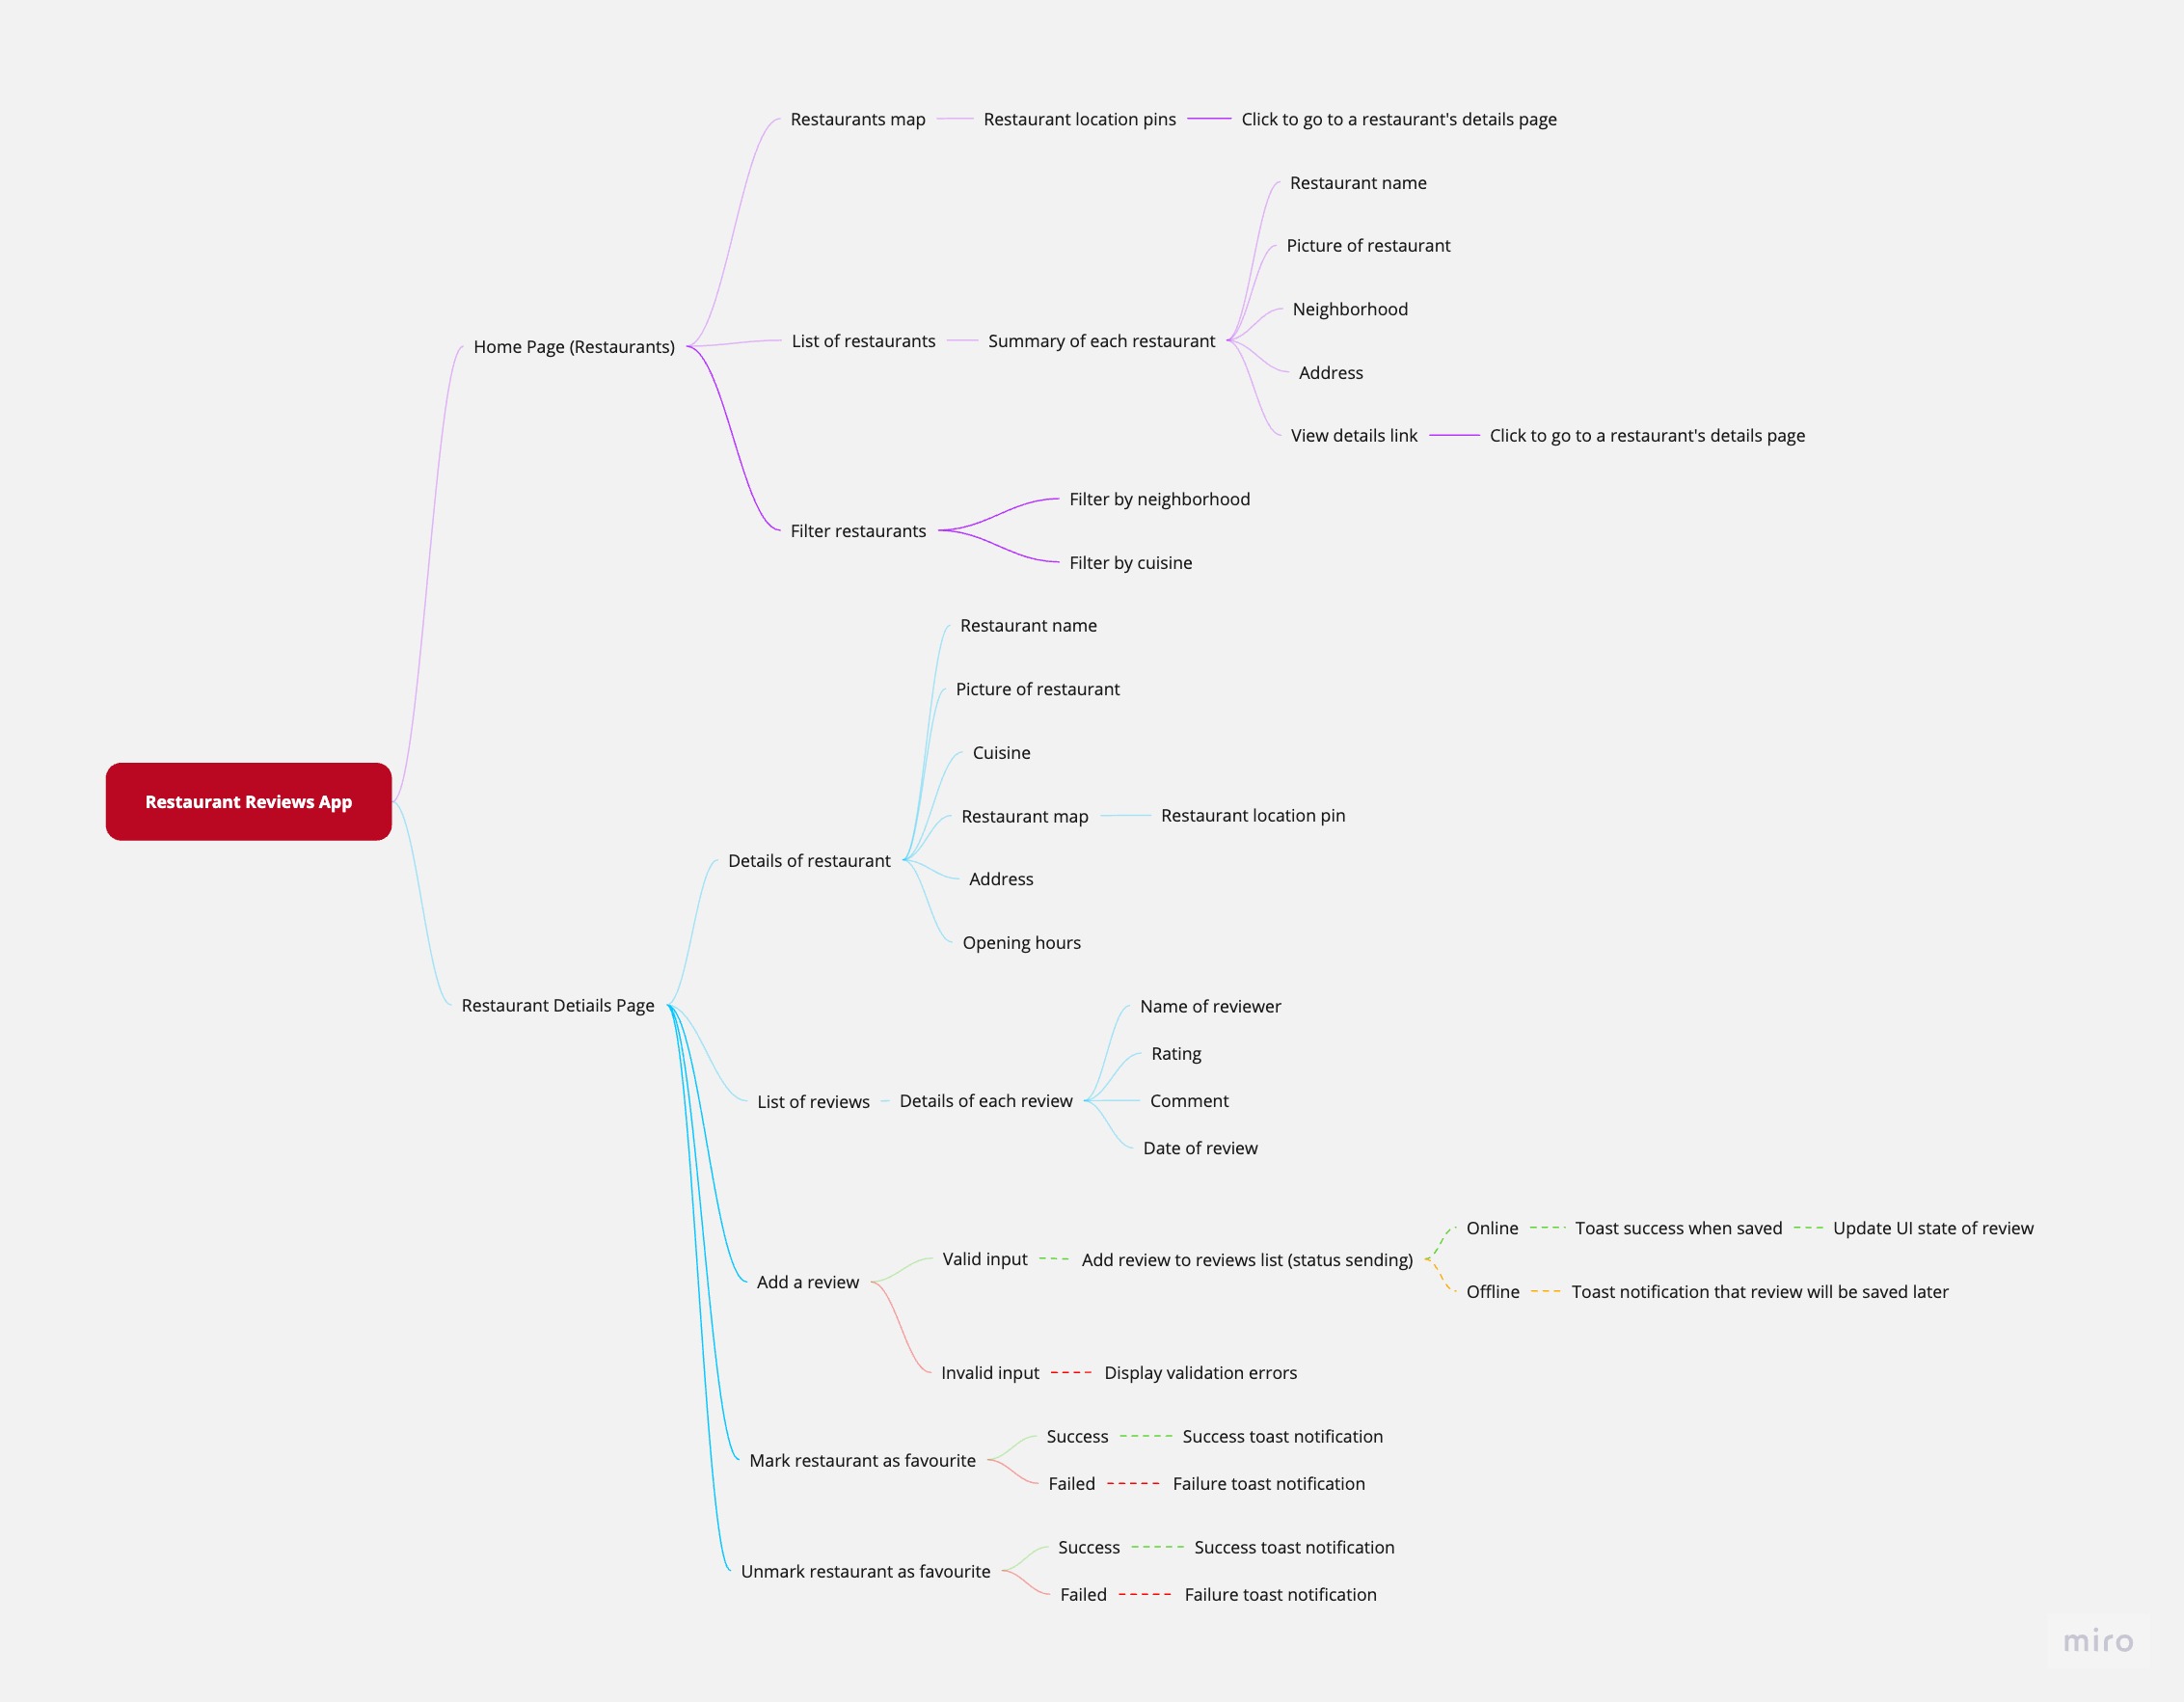 Restaurants map
Restaurant location pins
Click to go to a restaurant's details page
Restaurant name
Picture of restaurant
Neighborhood
Home Page (Restaurants)
List of restaurants
Summary of each restaurant
Address
View details link
Click to go to a restaurant's details page
Filter by neighborhood
Filter restaurants
Filter by cuisine
Restaurant name
Picture of restaurant
Cuisine
Restaurant Reviews App
Restaurant map
Restaurant location pin
Details of restaurant
Address
Opening hours
Restaurant Detiails Page
Name of reviewer
Rating
List of reviews
Details of each review
Comment
Date of review
Online
Toast success when saved
Update UI state of review
Valid input
Add review to reviews list (status sending)
Add a review
Offline
Toast notification that review will be saved later
Invalid input
Display validation errors
Success
Success toast notification
Mark restaurant as favourite
Failed
Failure toast notification
Success
Success toast notification
Unmark restaurant as favourite
Failed
Failure toast notification
miro